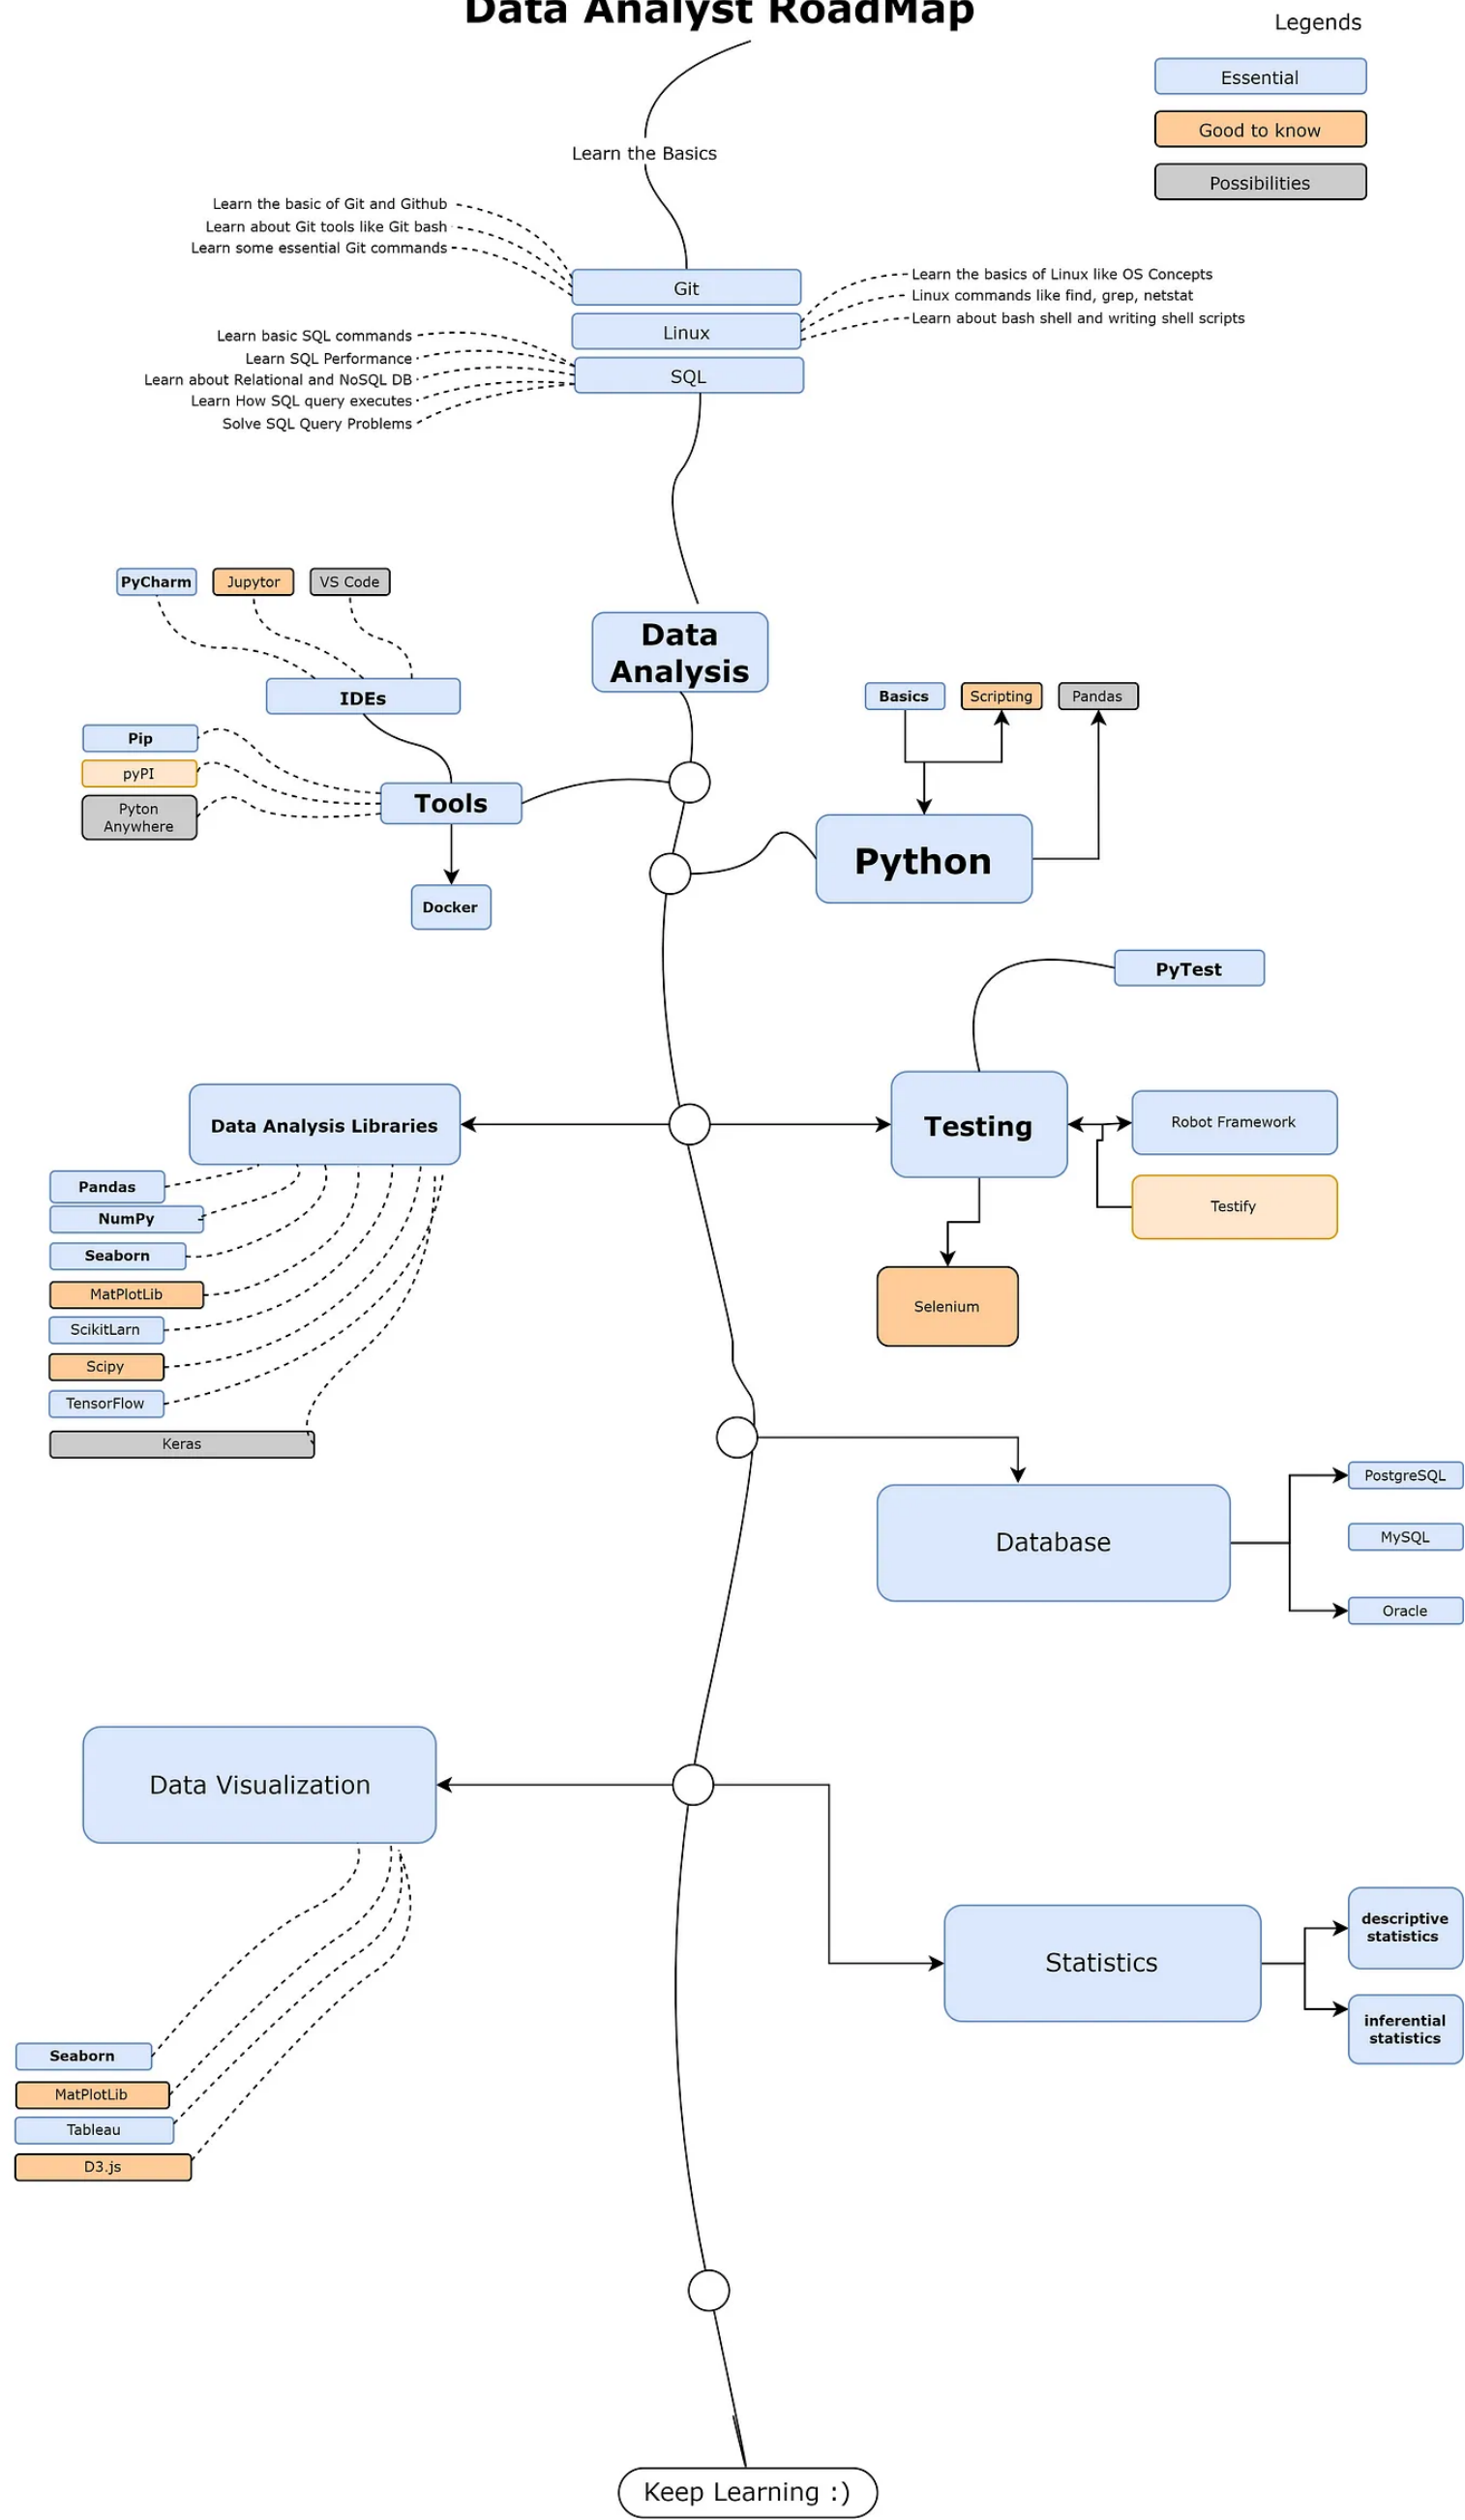 Data Analyst RoadMap
Legends
Essential
Good to know
Possibilities
Learn the Basics
Learn the basic of Git and Github
Learn about Git tools like Git bash
Learn some essential Git commands
Git
Linux
SQL
Learn the basics of Linux like OS Concepts
Linux commands like find, grep, netstat
Learn about bash shell and writing shell scripts
Learn basic SQL commands
Learn SQL Performance
Learn about Relational and NoSQL DB
Learn How SQL query executes
Solve SQL Query Problems
Data
Analysis
PyCharm
Jupytor
VS Code
IDEs
Pip
pyPI
Pyton
Anywhere
Tools
Docker
Basics
Scripting
Pandas
Python
PyTest
Data Analysis Libraries
Testing
Robot Framework
Testify
Selenium
Pandas
NumPy
Seaborn
MatPlotLib
ScikitLarn
Scipy
TensorFlow
Keras
Database
PostgreSQL
MySQL
Oracle
Data Visualization
Statistics
descriptive
statistics
inferential
statistics
Seaborn
MatPlotLib
Tableau
D3.js
Keep Learning :)